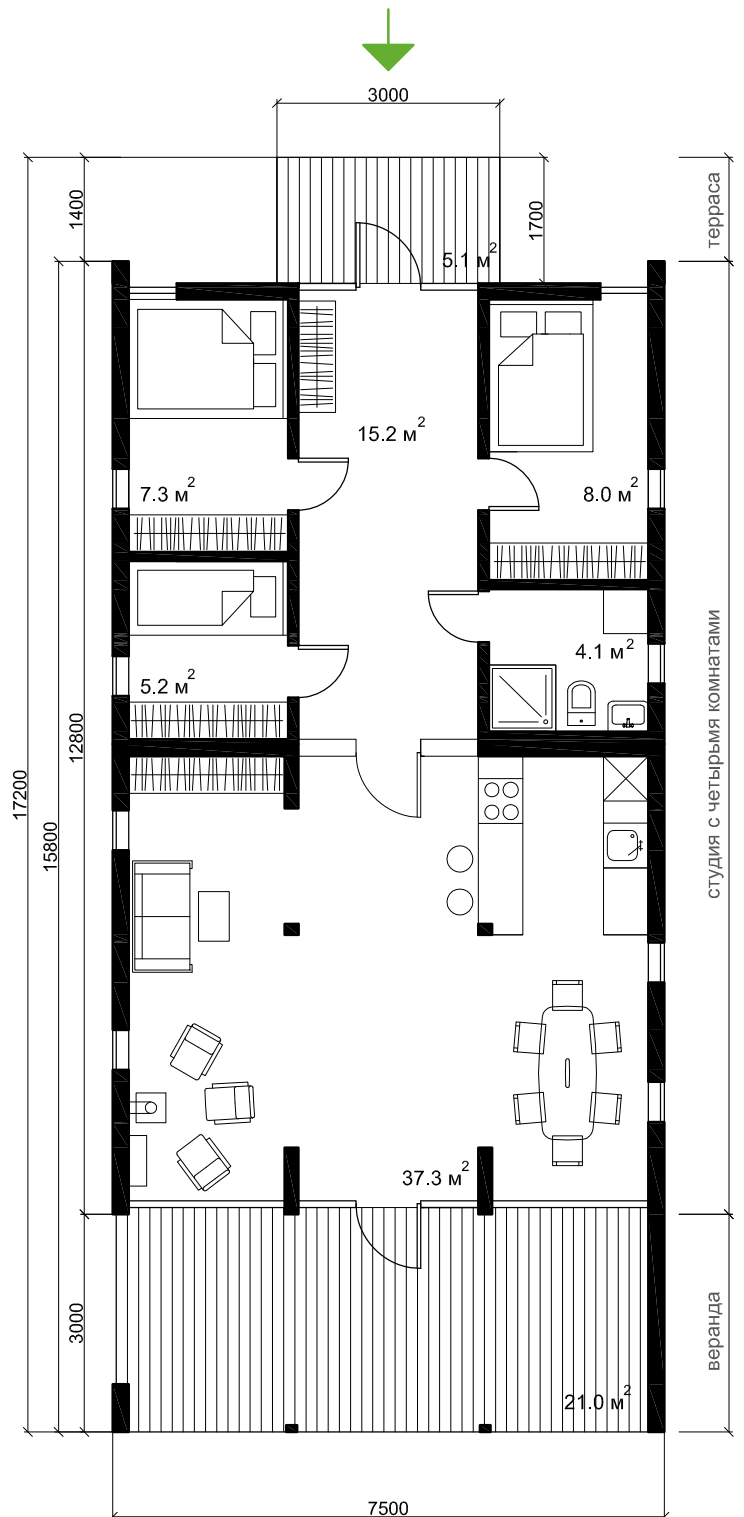 3000
1400
1700
терраса
5.1 м²
15.2 м²
7.3 м²
8.0 м²
4.1 м²
5.2 м²
12800
17200
15800
студия с четырьмя комнатами
37.3 м²
3000
веранда
21.0 м²
7500